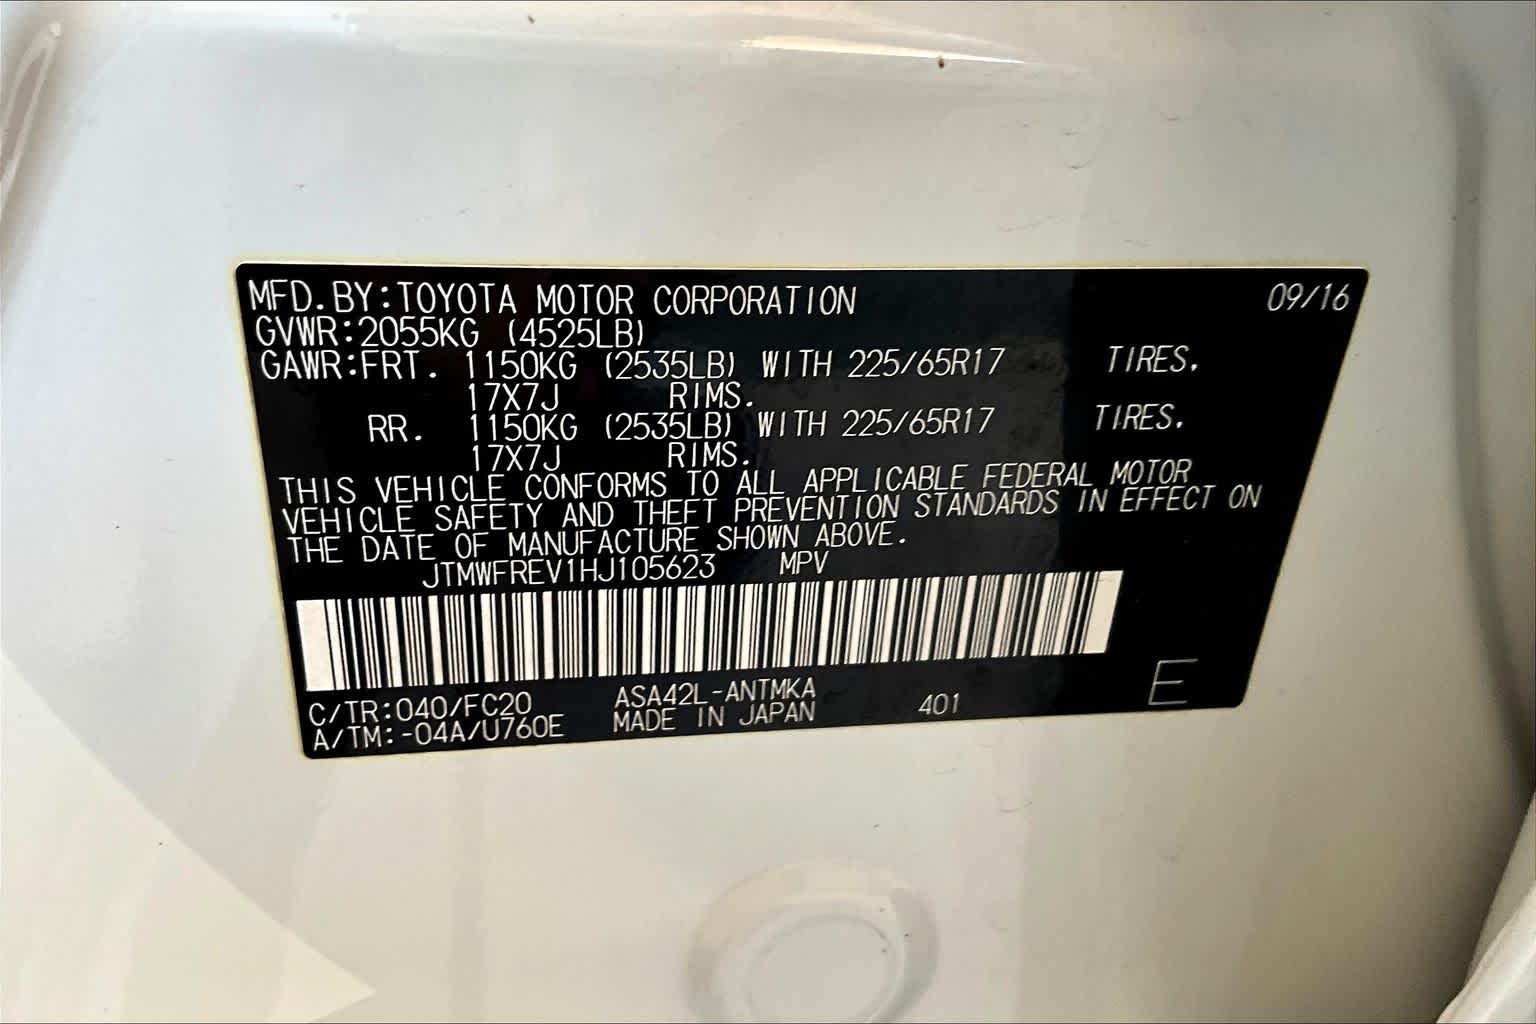 MFD.BY:TOYOTA MOTOR CORPORATION 09/16
GVWR:2055KG (4525LB)
GAWR:FRT. 1150KG (2535LB) WITH 225/65R17 TIRES.
17X7J RIMS.
RR. 1150KG (2535LB) WITH 225/65R17 TIRES.
17X7J RIMS.
THIS VEHICLE CONFORMS TO ALL APPLICABLE FEDERAL MOTOR
VEHICLE SAFETY AND THEFT PREVENTION STANDARDS IN EFFECT ON
THE DATE OF MANUFACTURE SHOWN ABOVE.
JTMWFREV1HJ105623 MPV
C/TR:040/FC20 ASA42L-ANTMKA 401 E
A/TM:-04A/U760E MADE IN JAPAN